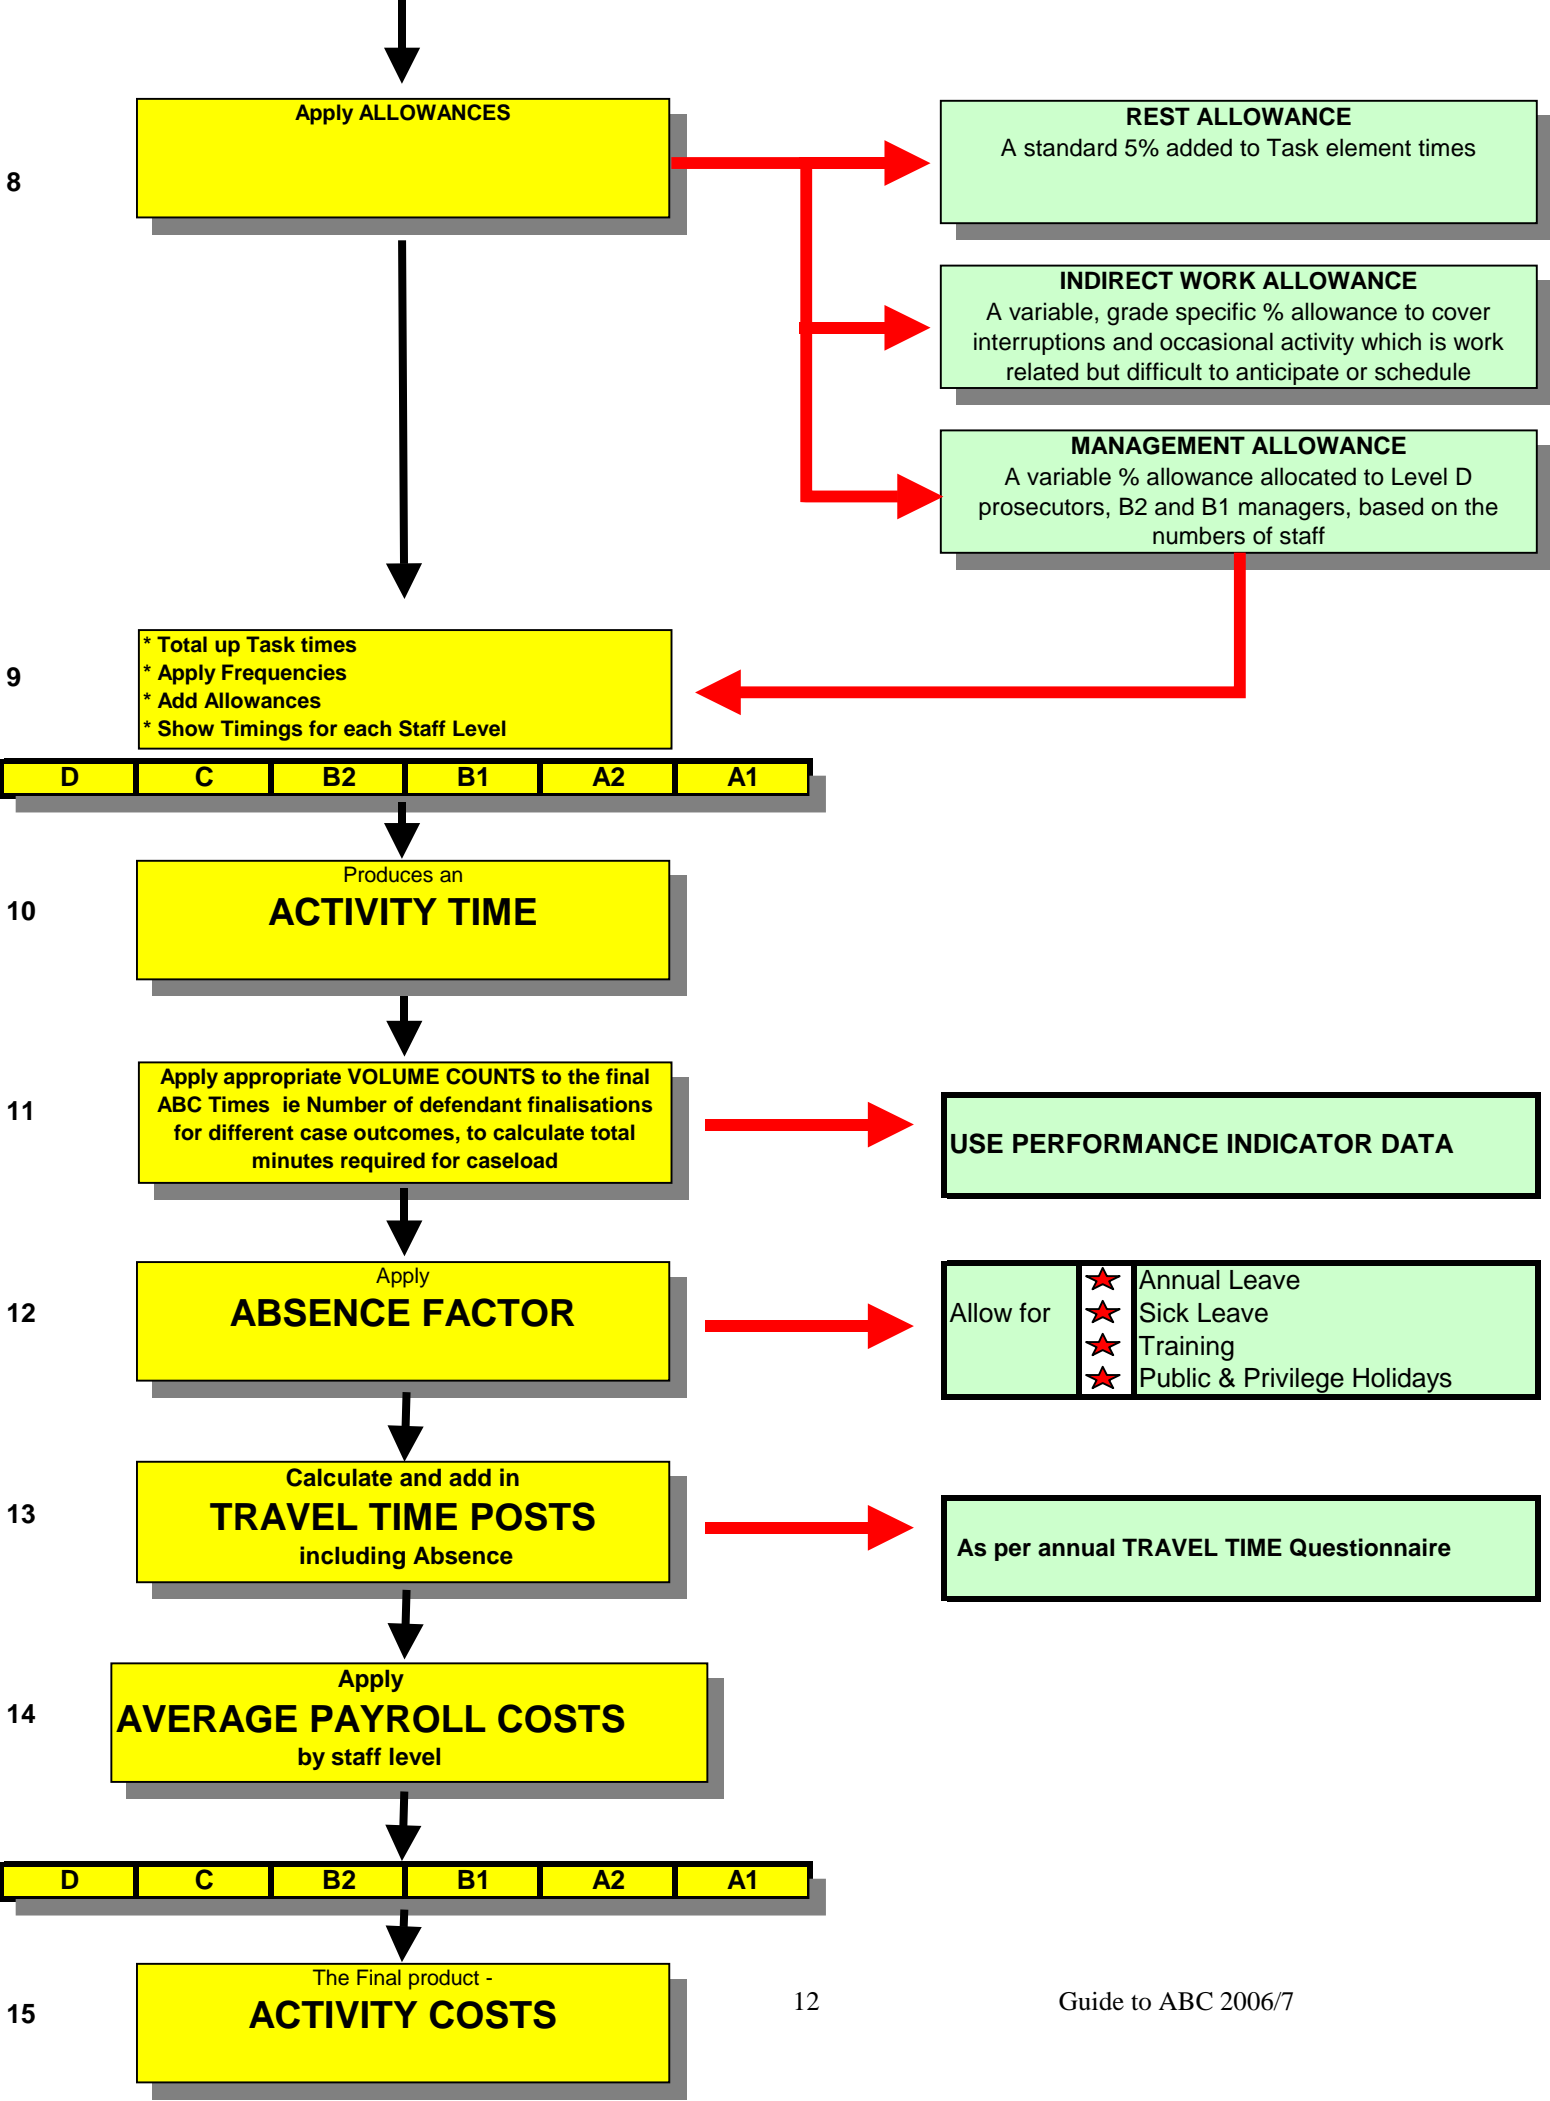 8
Apply ALLOWANCES
REST ALLOWANCE
A standard 5% added to Task element times
INDIRECT WORK ALLOWANCE
A variable, grade specific % allowance to cover
interruptions and occasional activity which is work
related but difficult to anticipate or schedule
MANAGEMENT ALLOWANCE
A variable % allowance allocated to Level D
prosecutors, B2 and B1 managers, based on the
numbers of staff
9
* Total up Task times
* Apply Frequencies
* Add Allowances
* Show Timings for each Staff Level
D C B2 B1 A2 A1
10
Produces an
ACTIVITY TIME
11
Apply appropriate VOLUME COUNTS to the final
ABC Times ie Number of defendant finalisations
for different case outcomes, to calculate total
minutes required for caseload
USE PERFORMANCE INDICATOR DATA
12
Apply
ABSENCE FACTOR
Allow for
Annual Leave
Sick Leave
Training
Public & Privilege Holidays
13
Calculate and add in
TRAVEL TIME POSTS
including Absence
As per annual TRAVEL TIME Questionnaire
14
Apply
AVERAGE PAYROLL COSTS
by staff level
D C B2 B1 A2 A1
15
The Final product -
ACTIVITY COSTS
12 Guide to ABC 2006/7